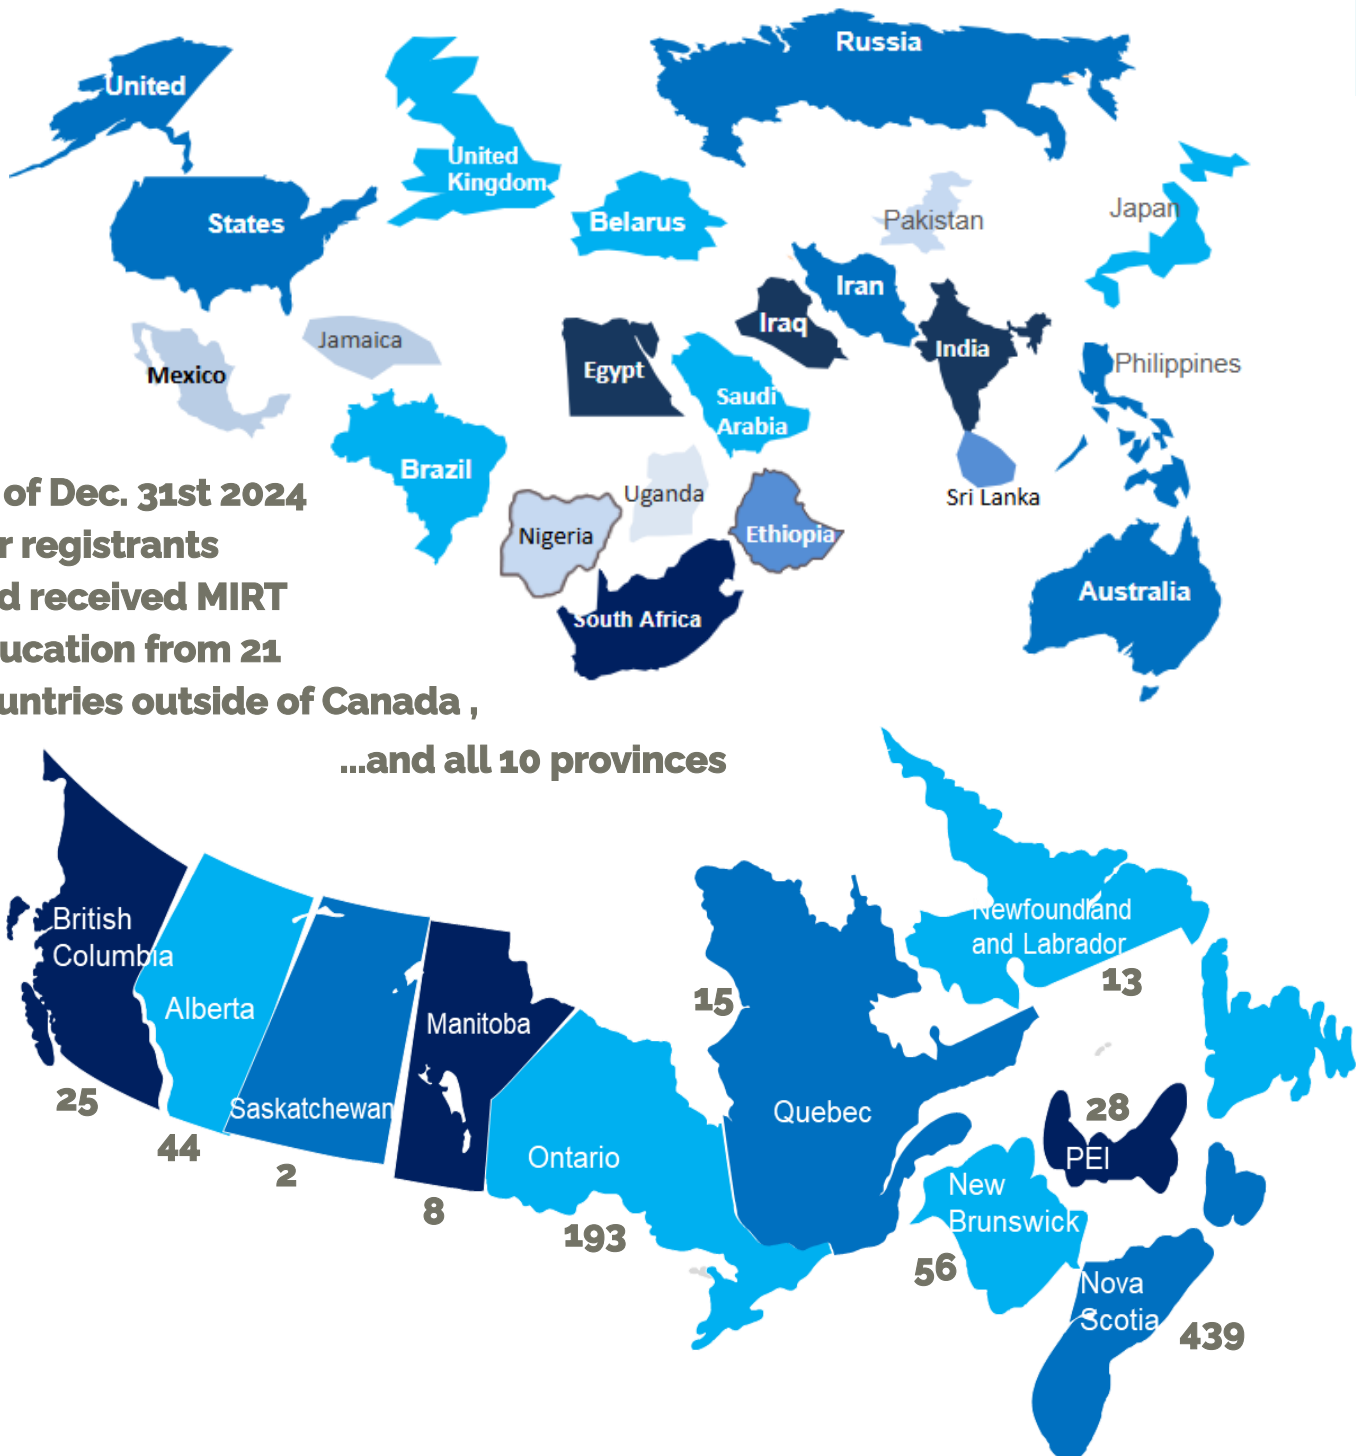 United
States
United
Kingdom
Russia
Belarus
Pakistan
Japan
Iran
Iraq
India
Jamaica
Mexico
Egypt
Saudi
Arabia
Philippines
Brazil
Uganda
Sri Lanka
Nigeria
Ethiopia
South Africa
Australia
of Dec. 31st 2024
r registrants
d received MIRT
ucation from 21
untries outside of Canada ,
...and all 10 provinces
British
Columbia
25
Alberta
44
Saskatchewan
2
Manitoba
8
Ontario
193
Quebec
15
Newfoundland
and Labrador
13
28
PEI
New
Brunswick
56
Nova
Scotia
439